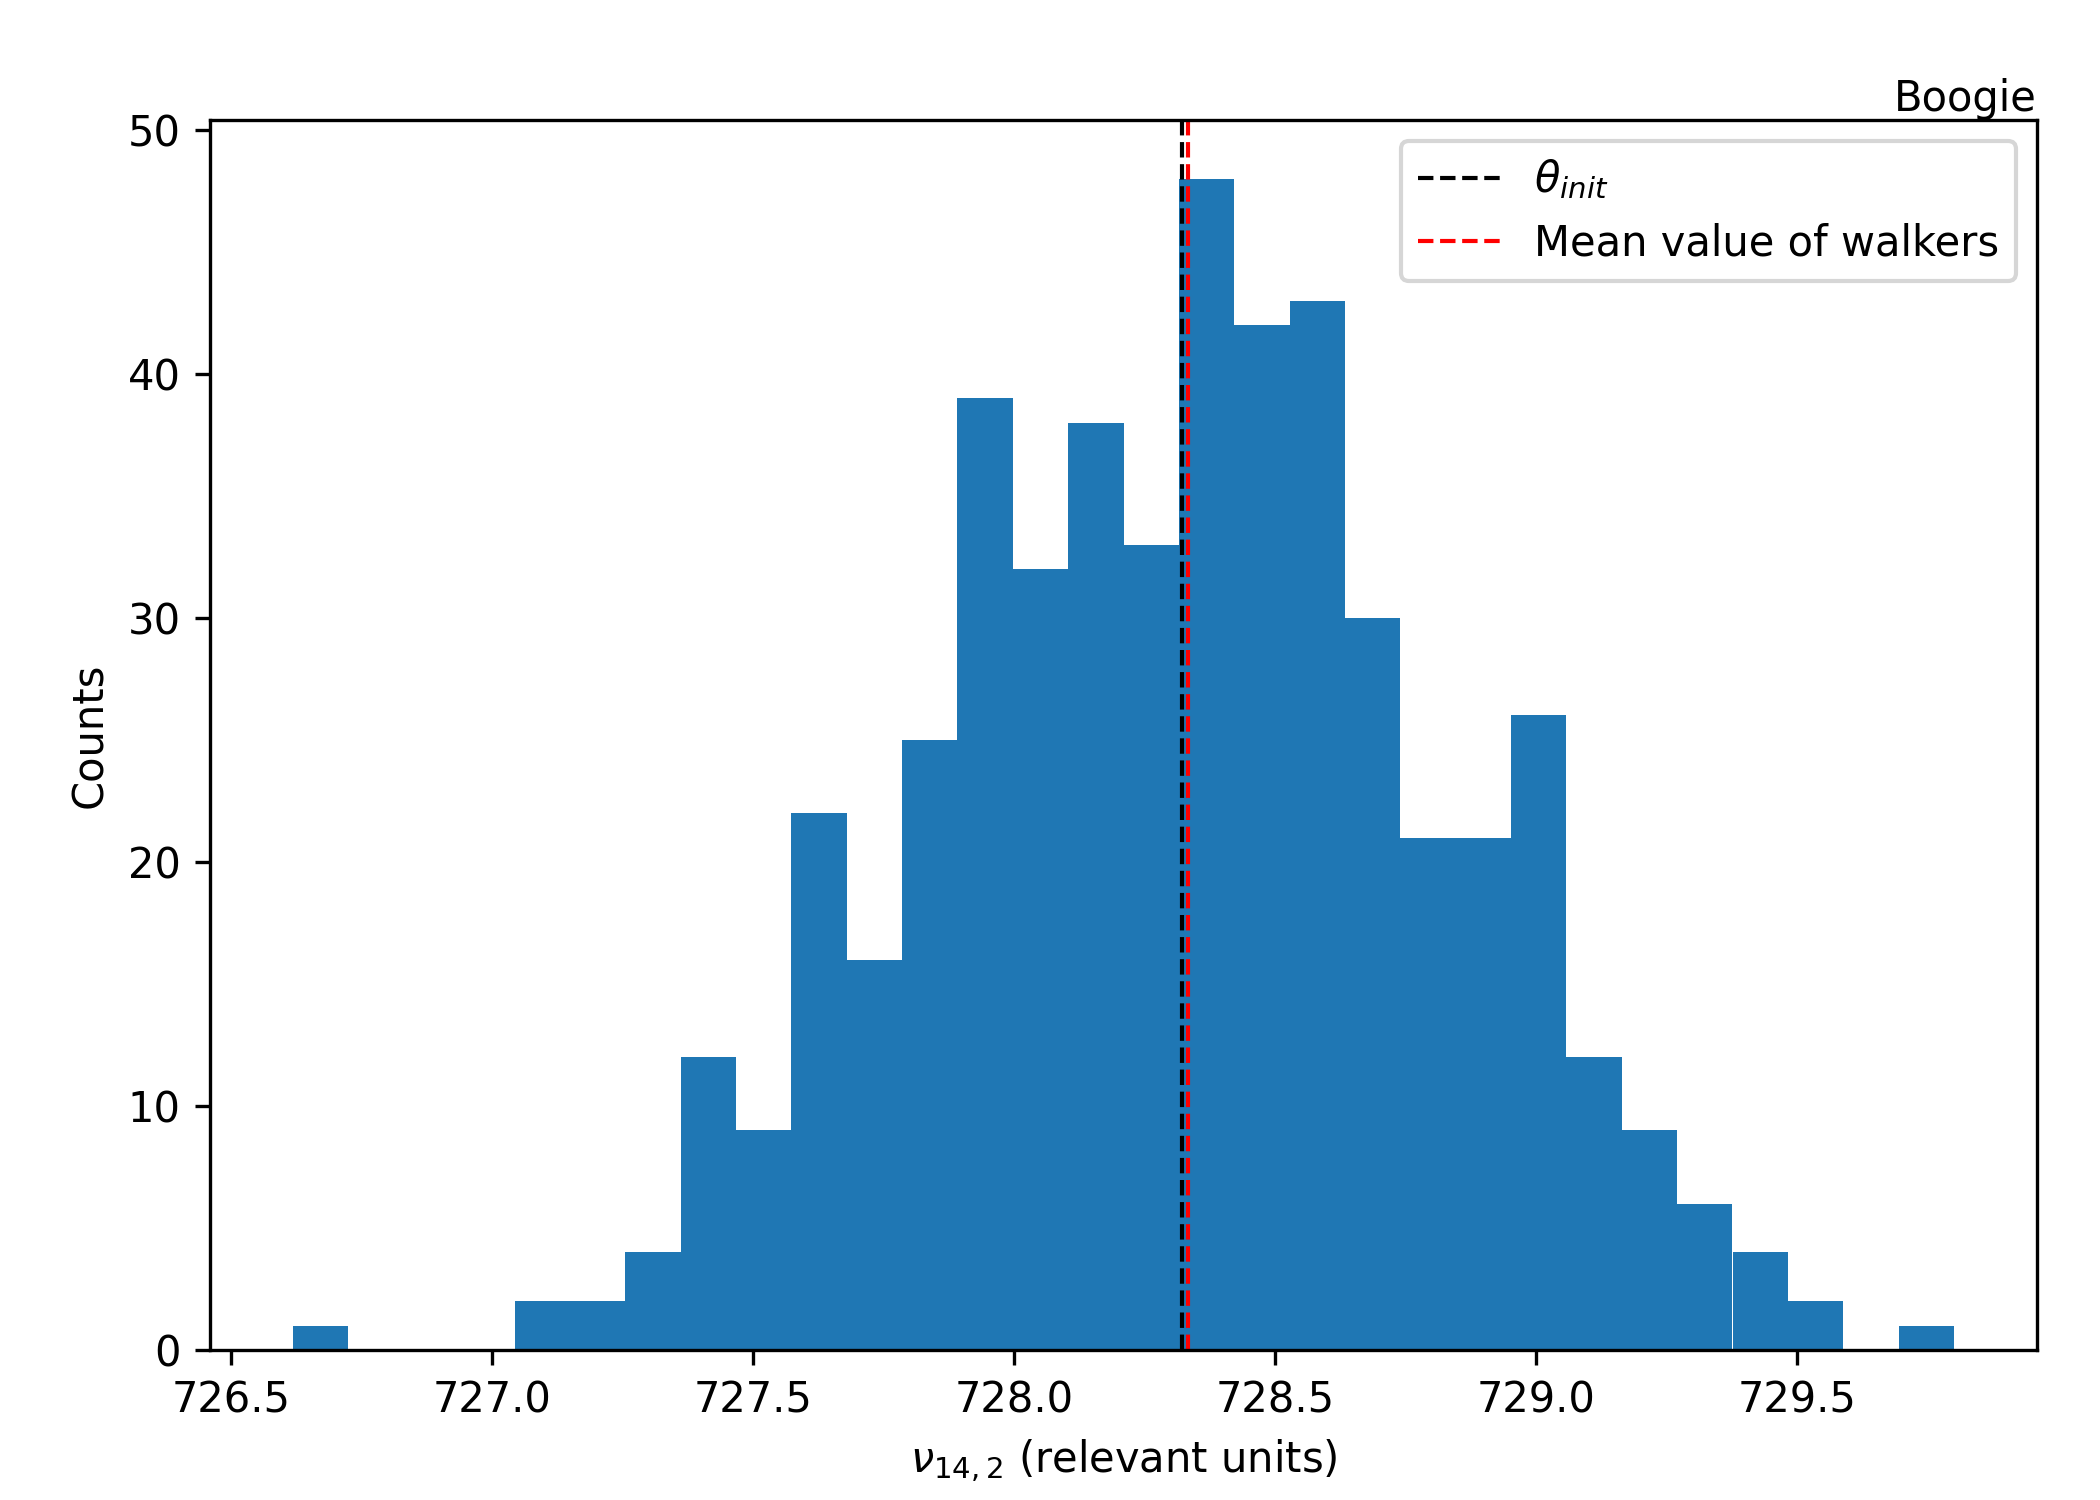 Boogie
θinit
Mean value of walkers
50
40
30
20
10
0
Counts
726.5 727.0 727.5 728.0 728.5 729.0 729.5
ν14, 2 (relevant units)